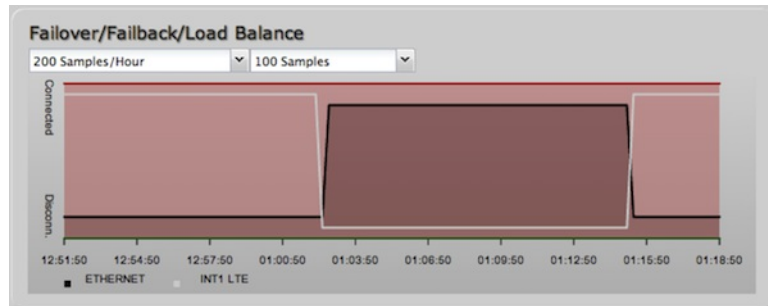 Failover/Failback/Load Balance
200 Samples/Hour 100 Samples
Connected
Disconn.
12:51:50 12:54:50 12:57:50 01:00:50 01:03:50 01:06:50 01:09:50 01:12:50 01:15:50 01:18:50
ETHERNET INT1 LTE